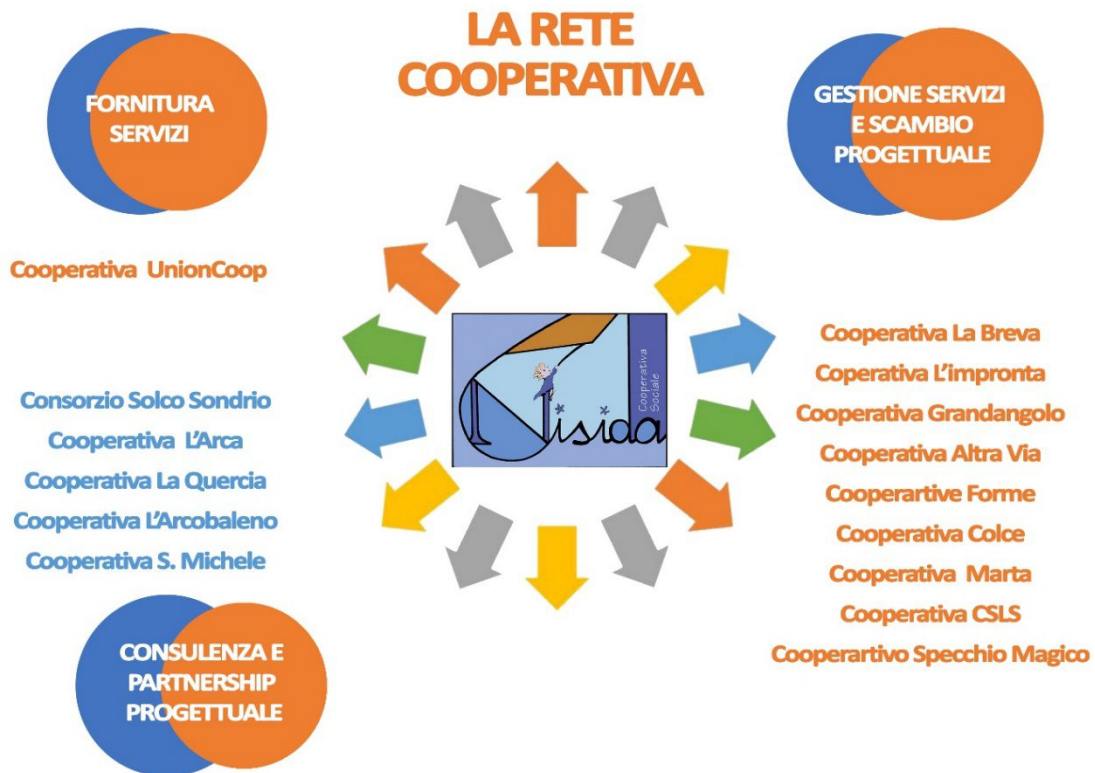 LA RETE
COOPERATIVA
FORNITURA
SERVIZI
GESTIONE SERVIZI
E SCAMBIO
PROGETTUALE
Cooperativa UnionCoop
Consorzio Solco Sondrio
Cooperativa L'Arca
Cooperativa La Quercia
Cooperativa L'Arcobaleno
Cooperativa S. Michele
CONSULENZA E
PARTNERSHIP
PROGETTUALE
Nisida
Cooperativa
Sociale
Cooperativa La Breva
Coperativa L'impronta
Cooperativa Grandangolo
Cooperativa Altra Via
Cooperartive Forme
Cooperativa Colce
Cooperativa Marta
Cooperativa CSLS
Cooperartivo Specchio Magico